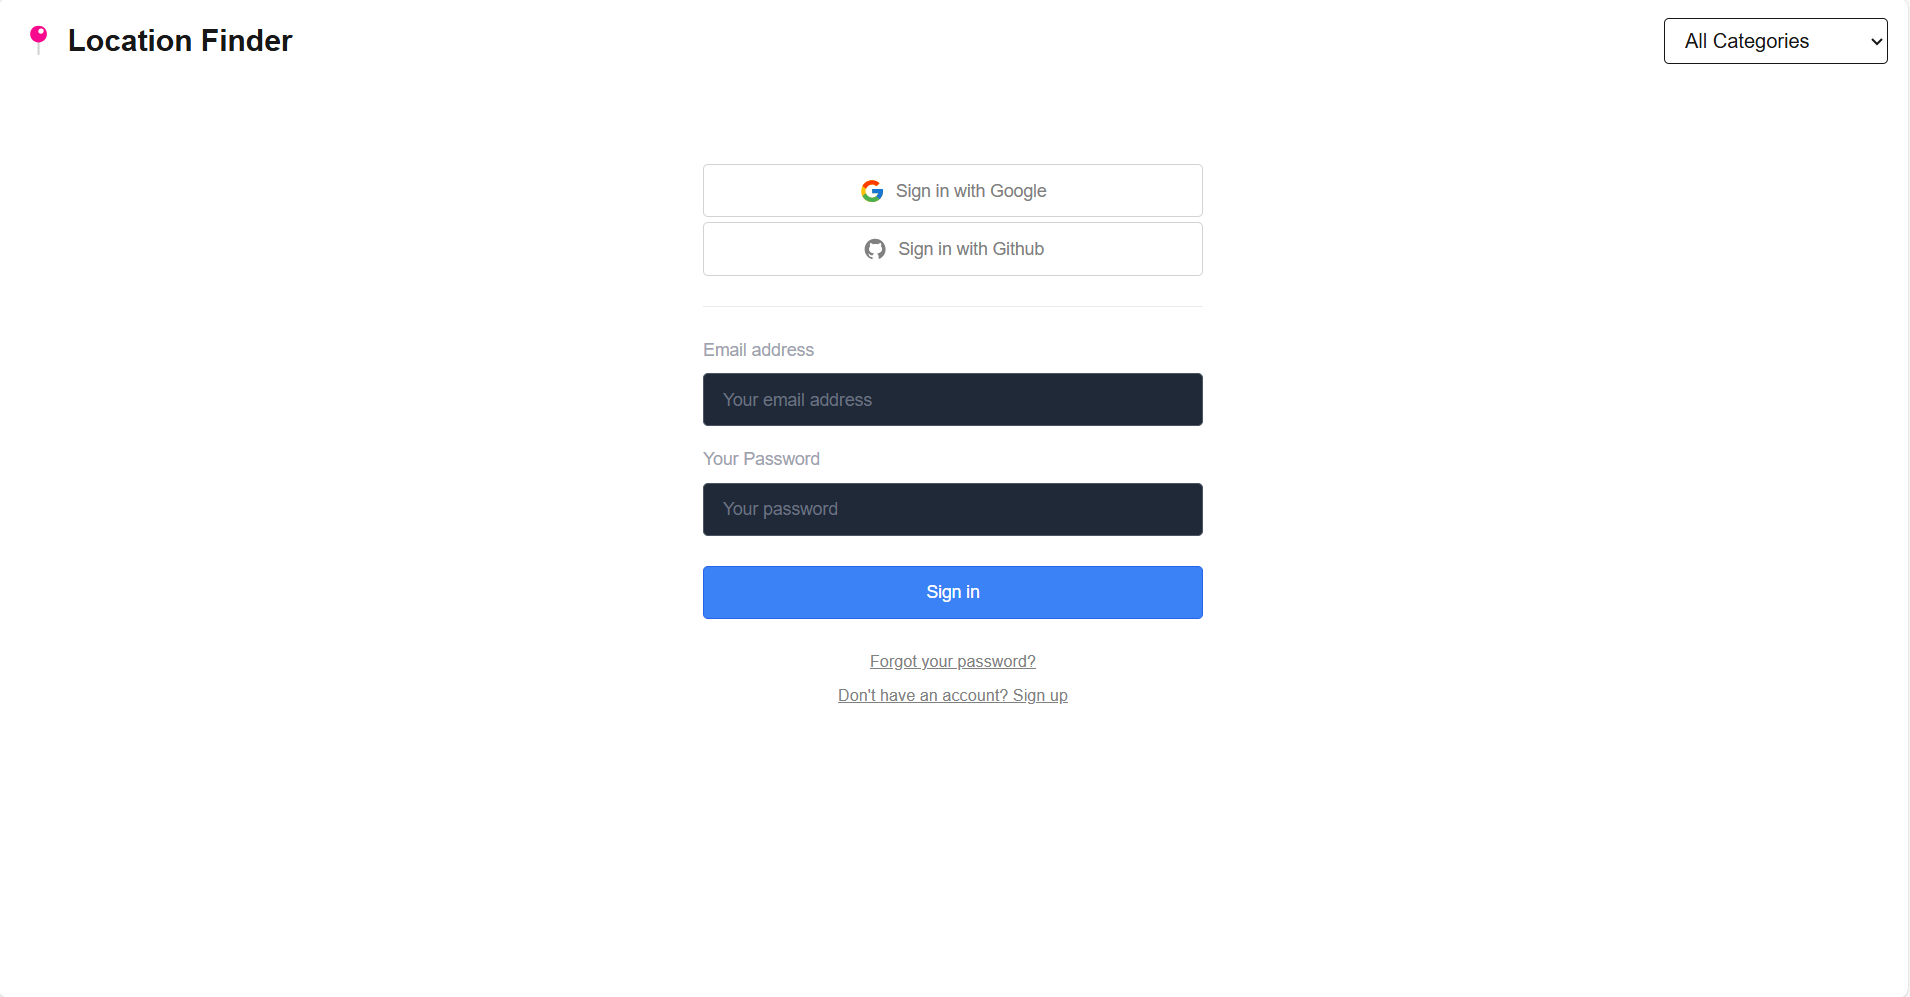 Location Finder
All Categories
Sign in with Google
Sign in with Github
Email address
Your email address
Your Password
Your password
Sign in
Forgot your password?
Don't have an account? Sign up